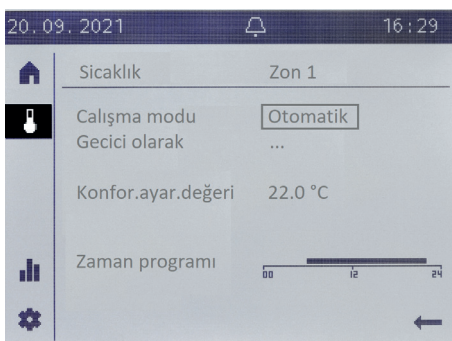 20.09.2021 16:29
Sicaklık Zon 1
Calışma modu Otomatik
Gecici olarak ...
Konfor.ayar.değeri 22.0 °C
Zaman programı
00 12 24